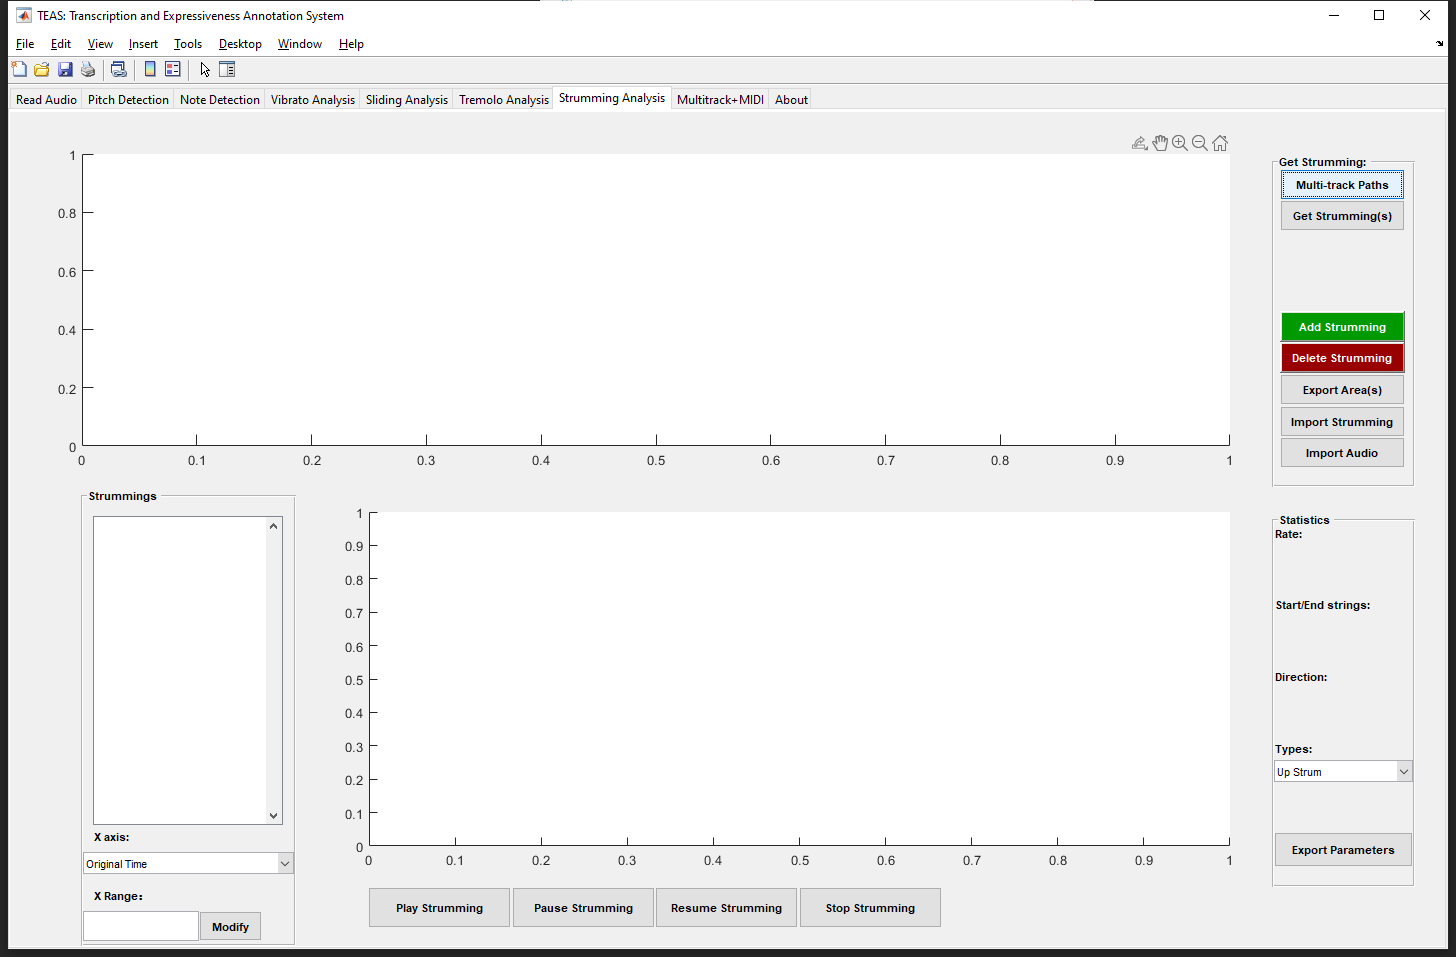 TEAS: Transcription and Expressiveness Annotation System
File Edit View Insert Tools Desktop Window Help
Read Audio Pitch Detection Note Detection Vibrato Analysis Sliding Analysis Tremolo Analysis Strumming Analysis Multitrack+MIDI About
1
0.8
0.6
0.4
0.2
0
0 0.1 0.2 0.3 0.4 0.5 0.6 0.7 0.8 0.9 1
Get Strumming:
Multi-track Paths
Get Strumming(s)
Add Strumming
Delete Strumming
Export Area(s)
Import Strumming
Import Audio
Strummings
X axis:
Original Time
X Range:
Modify
1
0.9
0.8
0.7
0.6
0.5
0.4
0.3
0.2
0.1
0
0 0.1 0.2 0.3 0.4 0.5 0.6 0.7 0.8 0.9 1
Play Strumming Pause Strumming Resume Strumming Stop Strumming
Statistics
Rate:
Start/End strings:
Direction:
Types:
Up Strum
Export Parameters